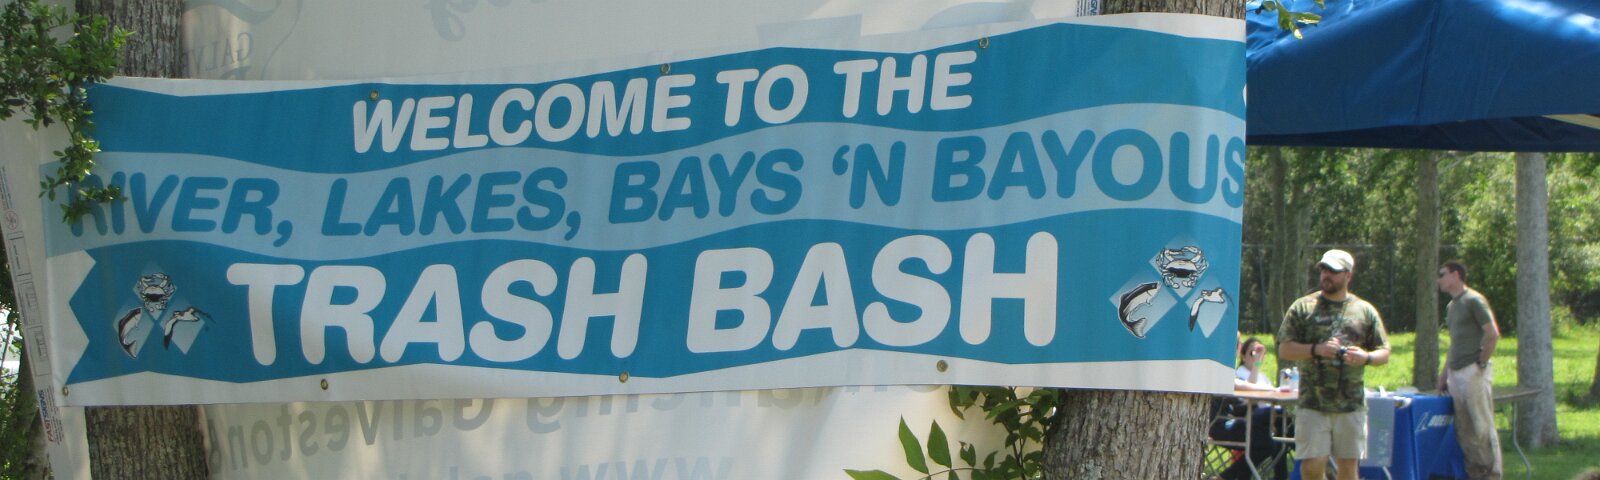 WELCOME TO THE
RIVER, LAKES, BAYS 'N BAYOUS
TRASH BASH